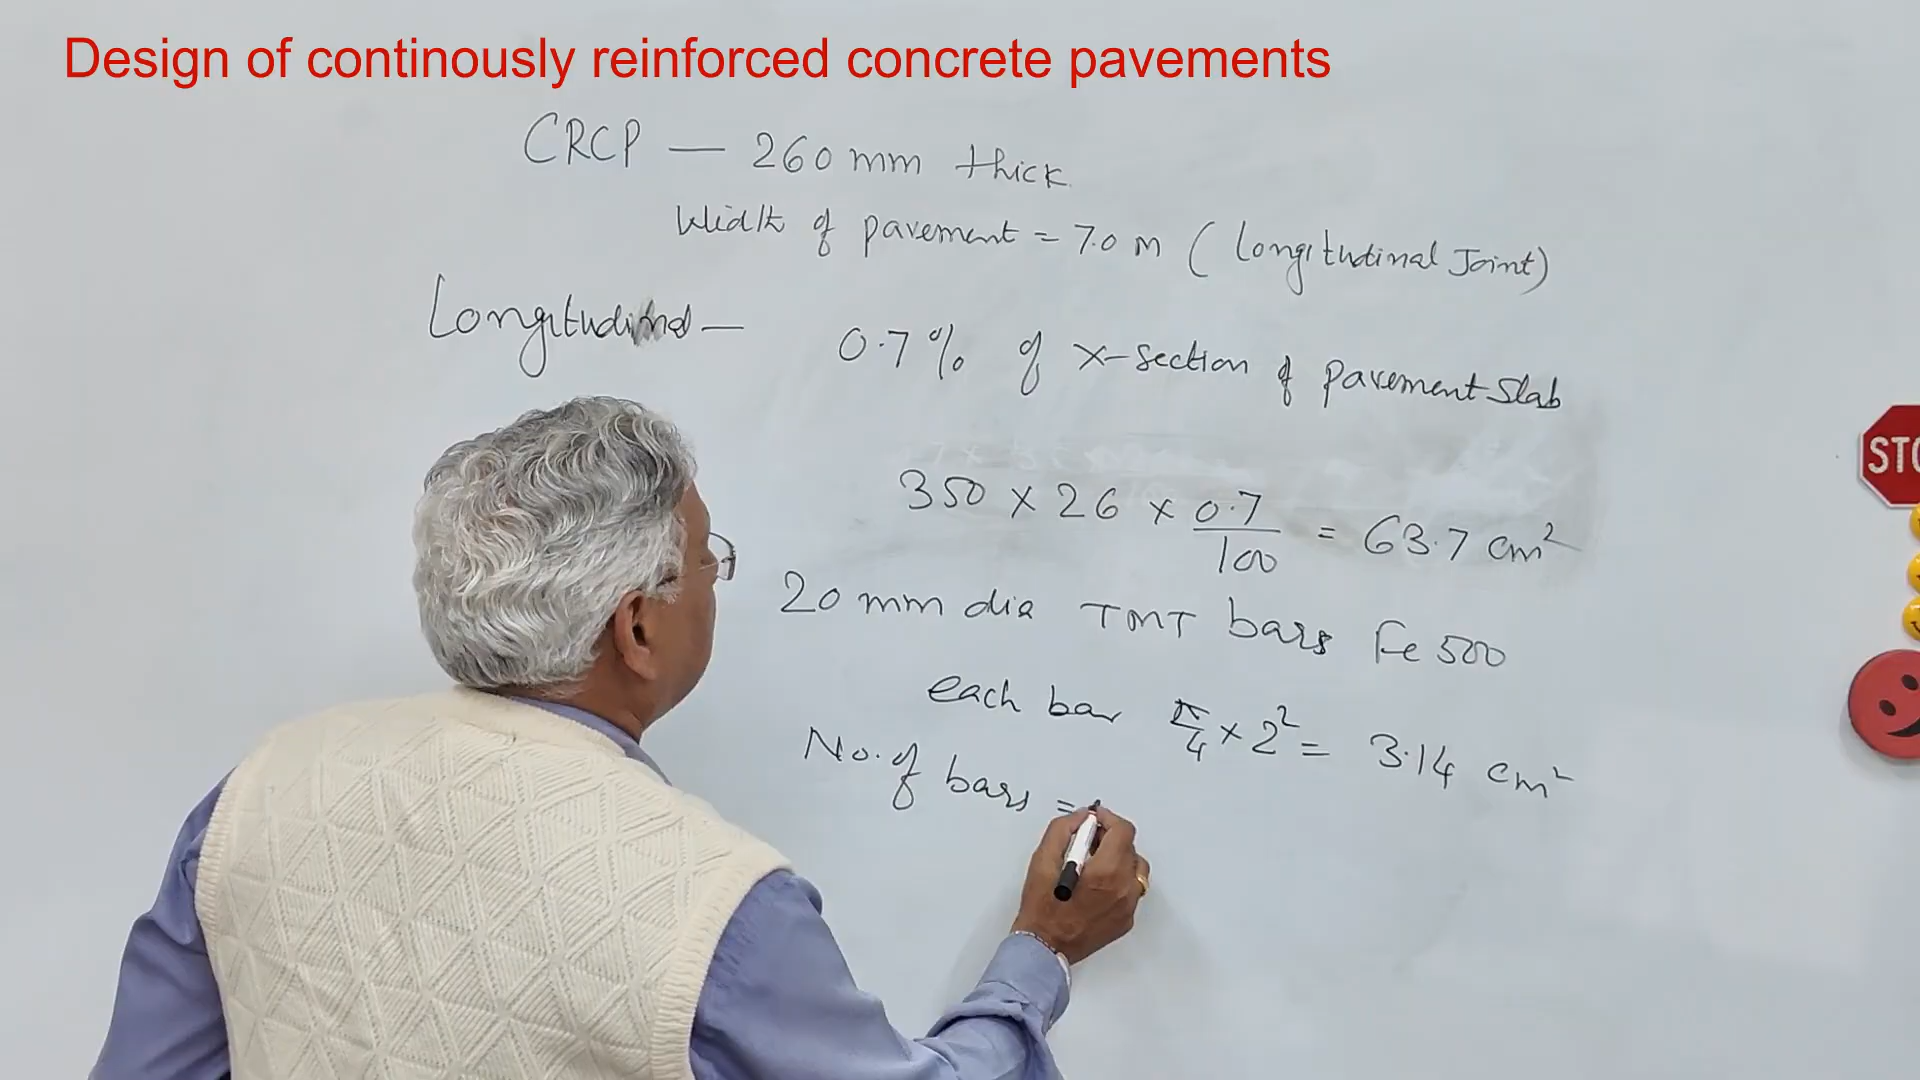 Design of continously reinforced concrete pavements
CRCP — 260 mm thick
Width of pavement = 7.0 m (Longitudinal Joint)
Longitudinal — 0.7% of x-section of pavement Slab
350 × 26 × 0.7/100 = 63.7 cm²
20 mm dia TMT bars Fe 500
each bar π/4 × 2² = 3.14 cm²
No. of bars =
STO